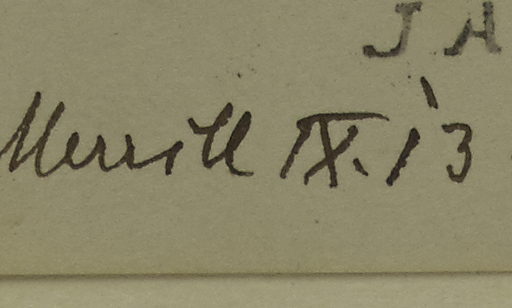 J A
Merrill IX. '13